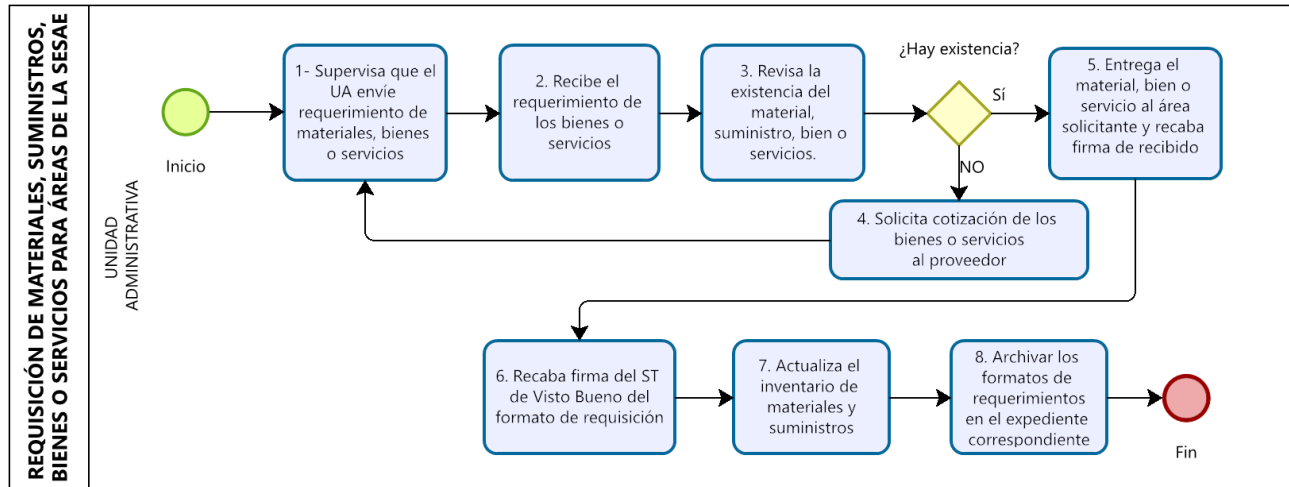 REQUISICIÓN DE MATERIALES, SUMINISTROS,
BIENES O SERVICIOS PARA ÁREAS DE LA SESAE
UNIDAD
ADMINISTRATIVA
Inicio
1- Supervisa que el
UA envíe
requerimiento de
materiales, bienes
o servicios
2. Recibe el
requerimiento de
los bienes o
servicios
3. Revisa la
existencia del
material,
suministro, bien o
servicios.
¿Hay existencia?
Sí
NO
5. Entrega el
material, bien o
servicio al área
solicitante y recaba
firma de recibido
4. Solicita cotización de los
bienes o servicios
al proveedor
6. Recaba firma del ST
de Visto Bueno del
formato de requisición
7. Actualiza el
inventario de
materiales y
suministros
8. Archivar los
formatos de
requerimientos
en el expediente
correspondiente
Fin